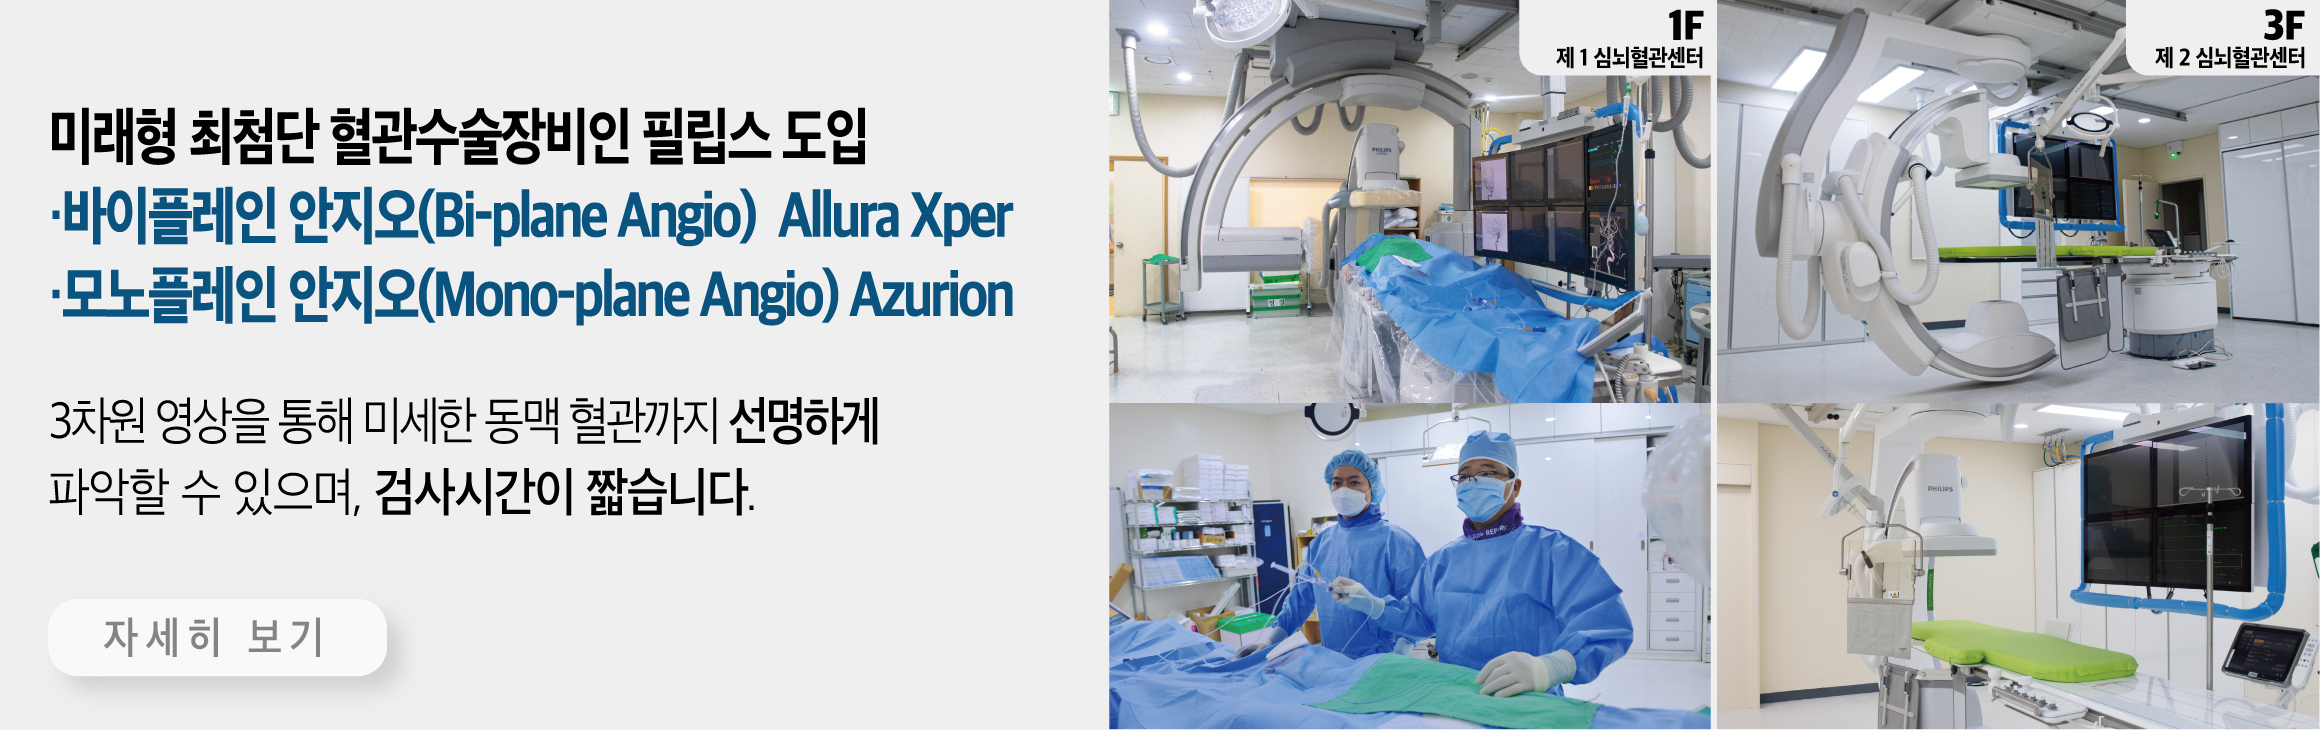 미래형 최첨단 혈관수술장비인 필립스 도입
·바이플레인 안지오(Bi-plane Angio) Allura Xper
·모노플레인 안지오(Mono-plane Angio) Azurion
3차원 영상을 통해 미세한 동맥 혈관까지 선명하게
파악할 수 있으며, 검사시간이 짧습니다.
자세히 보기
1F
제 1 심뇌혈관센터
PHILIPS
3F
제 2 심뇌혈관센터
PHILIPS